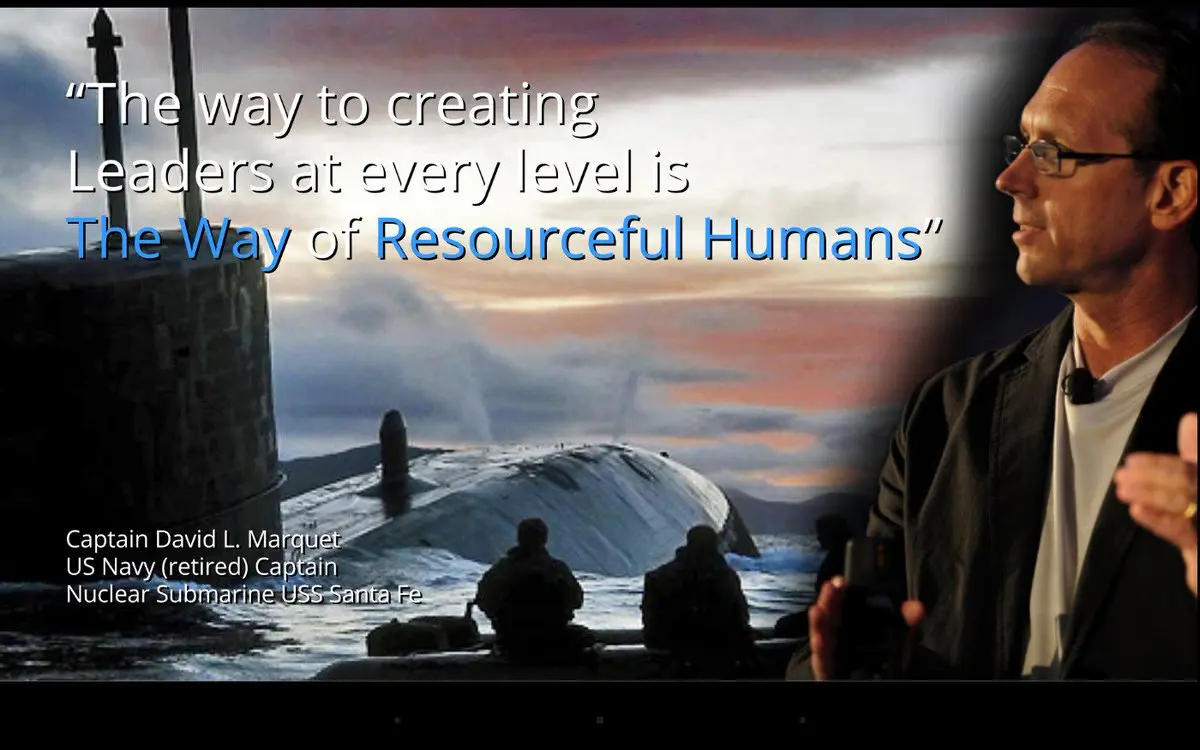 “The way to creating
Leaders at every level is
The Way of Resourceful Humans”
Captain David L. Marquet
US Navy (retired) Captain
Nuclear Submarine USS Santa Fe